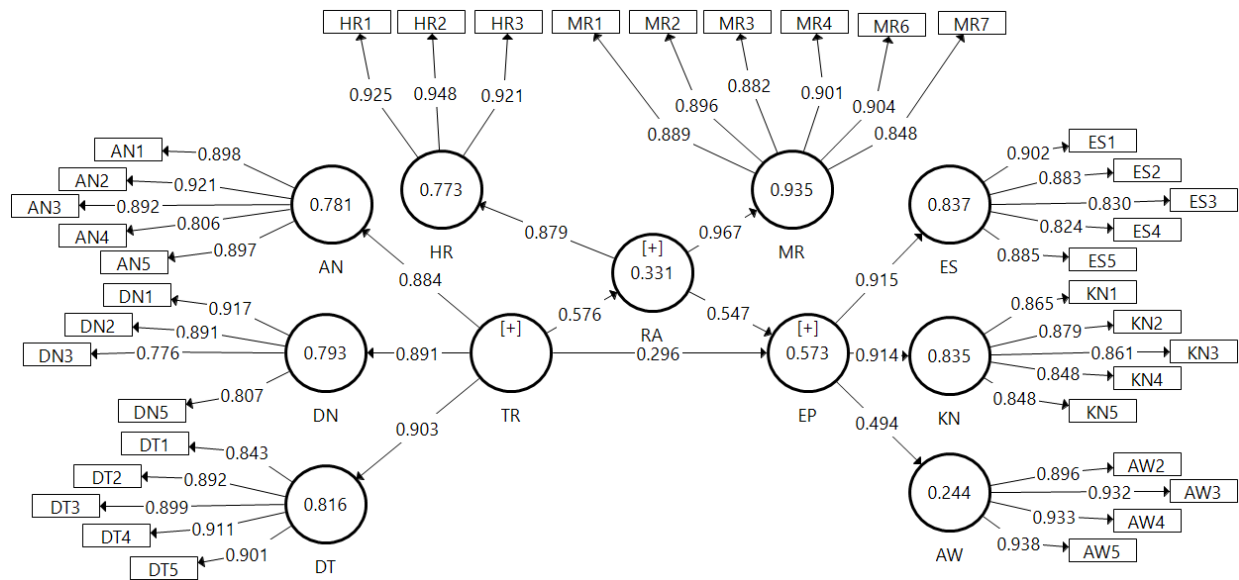 HR1 HR2 HR3 MR1 MR2 MR3 MR4 MR6 MR7
0.925 0.948 0.921 0.889 0.896 0.882 0.901 0.904 0.848
AN1 0.898
AN2 0.921
AN3 0.892
AN4 0.806
AN5 0.897
0.781
AN
0.773
HR
0.935
MR
0.902 ES1
0.883 ES2
0.830 ES3
0.824 ES4
0.885 ES5
0.837
ES
0.884
0.879
0.967
0.915
[+]
0.331
RA
0.576
0.547
DN1 0.917
DN2 0.891
DN3 0.776
DN5 0.807
0.793
DN
0.891
[+]
TR
0.296
[+]
0.573
EP
0.914
0.835
KN
0.865 KN1
0.879 KN2
0.861 KN3
0.848 KN4
0.848 KN5
0.903
0.494
DT1 0.843
DT2 0.892
DT3 0.899
DT4 0.911
DT5 0.901
0.816
DT
0.244
AW
0.896 AW2
0.932 AW3
0.933 AW4
0.938 AW5